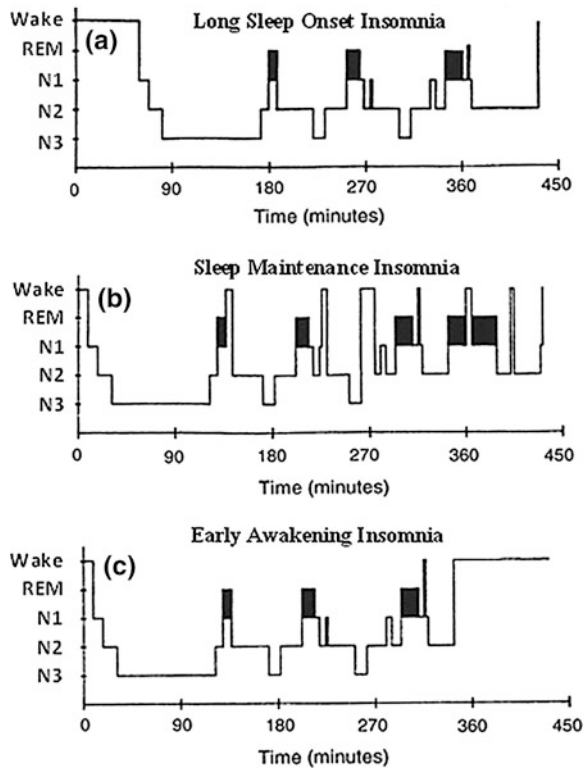 (a) Long Sleep Onset Insomnia
Wake
REM
N1
N2
N3
0 90 180 270 360 450
Time (minutes)
Sleep Maintenance Insomnia
(b)
Wake
REM
N1
N2
N3
0 90 180 270 360 450
Time (minutes)
Early Awakening Insomnia
(c)
Wake
REM
N1
N2
N3
0 90 180 270 360 450
Time (minutes)